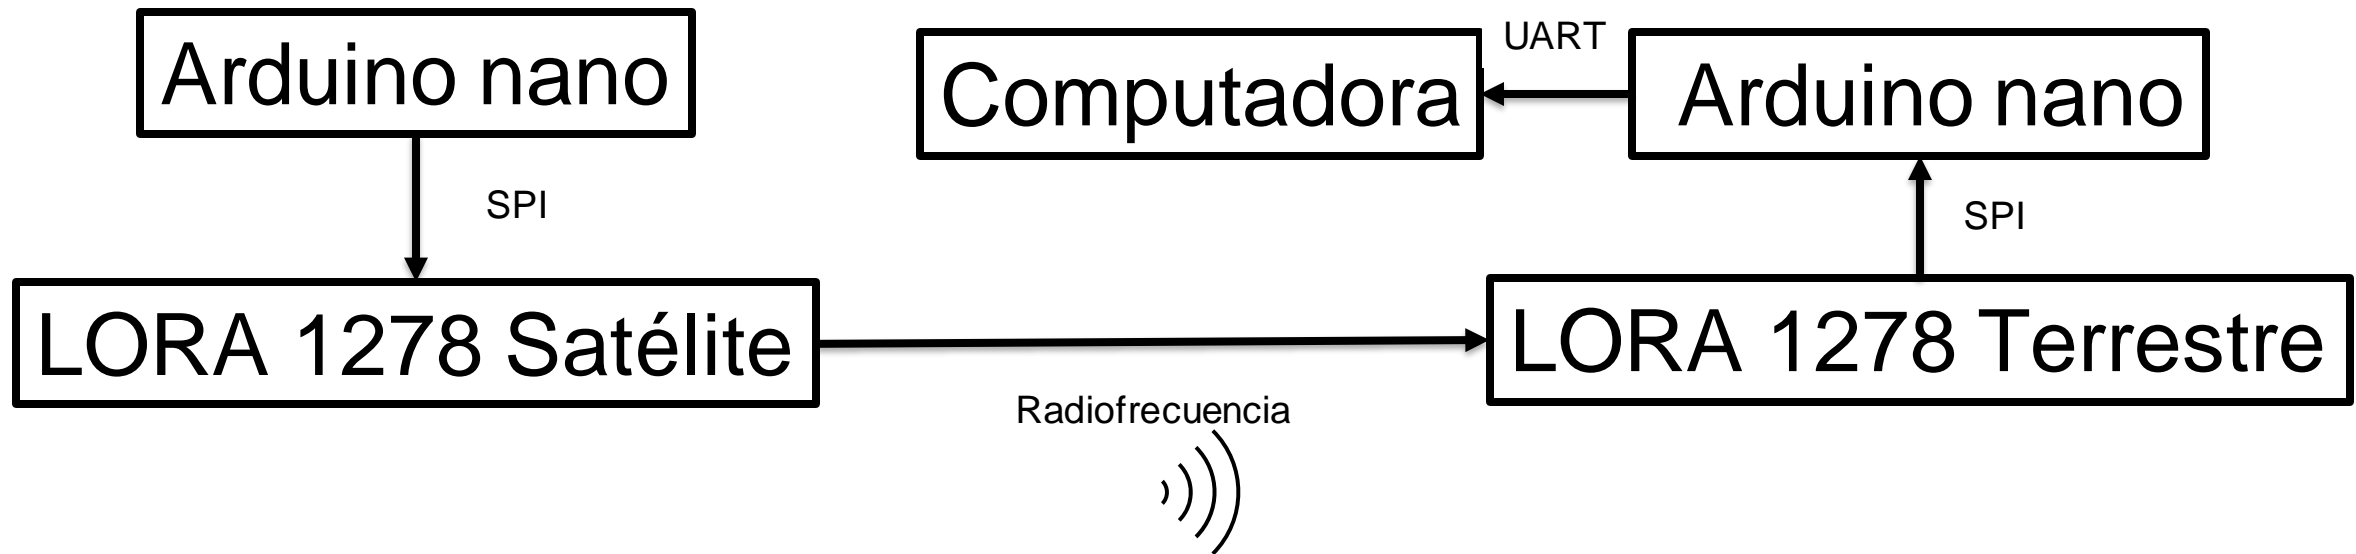 Arduino nano
SPI
LORA 1278 Satélite
Radiofrecuencia
LORA 1278 Terrestre
SPI
Arduino nano
UART
Computadora